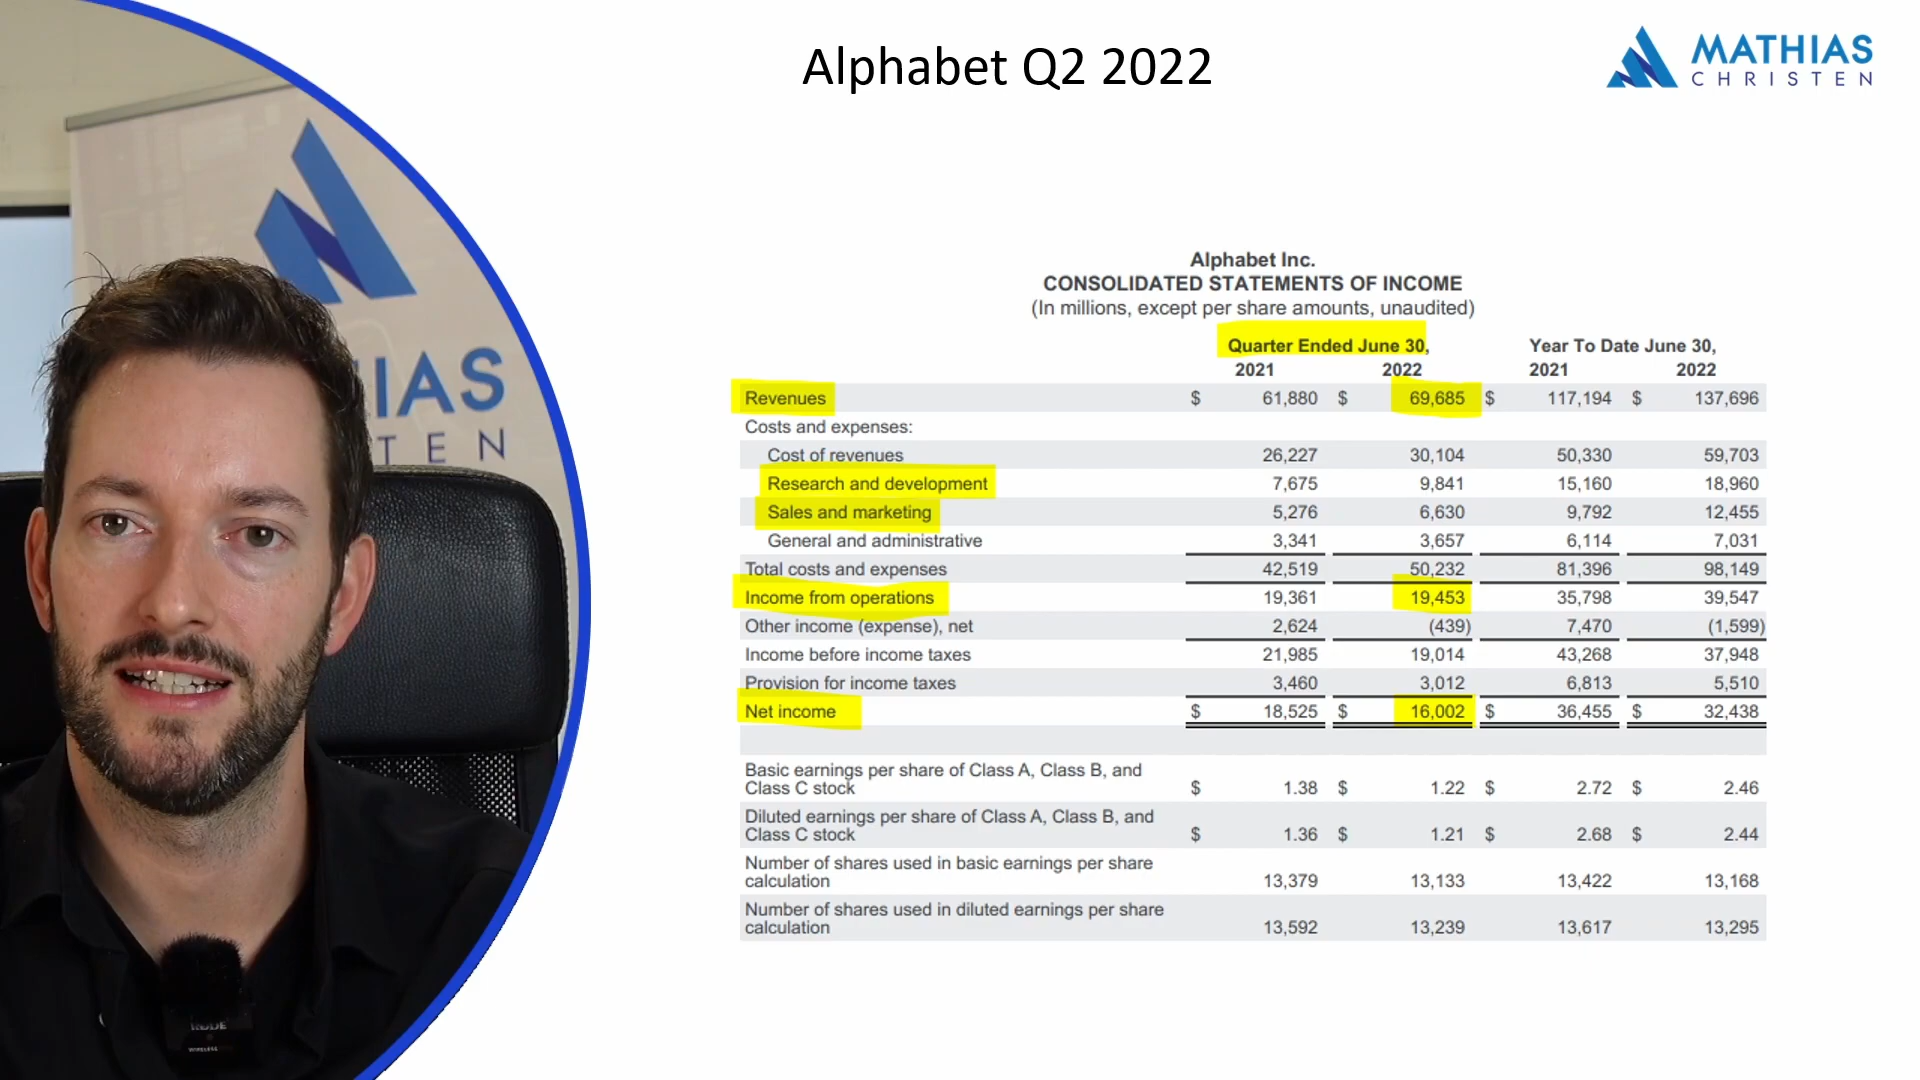 Alphabet Q2 2022
MATHIAS
CHRISTEN
IAS
TEN
RØDE
WIRELESS
Alphabet Inc.
CONSOLIDATED STATEMENTS OF INCOME
(In millions, except per share amounts, unaudited)
Quarter Ended June 30, Year To Date June 30,
2021 2022 2021 2022
Revenues $ 61,880 $ 69,685 $ 117,194 $ 137,696
Costs and expenses:
Cost of revenues 26,227 30,104 50,330 59,703
Research and development 7,675 9,841 15,160 18,960
Sales and marketing 5,276 6,630 9,792 12,455
General and administrative 3,341 3,657 6,114 7,031
Total costs and expenses 42,519 50,232 81,396 98,149
Income from operations 19,361 19,453 35,798 39,547
Other income (expense), net 2,624 (439) 7,470 (1,599)
Income before income taxes 21,985 19,014 43,268 37,948
Provision for income taxes 3,460 3,012 6,813 5,510
Net income $ 18,525 $ 16,002 $ 36,455 $ 32,438
Basic earnings per share of Class A, Class B, and
Class C stock $ 1.38 $ 1.22 $ 2.72 $ 2.46
Diluted earnings per share of Class A, Class B, and
Class C stock $ 1.36 $ 1.21 $ 2.68 $ 2.44
Number of shares used in basic earnings per share
calculation 13,379 13,133 13,422 13,168
Number of shares used in diluted earnings per share
calculation 13,592 13,239 13,617 13,295